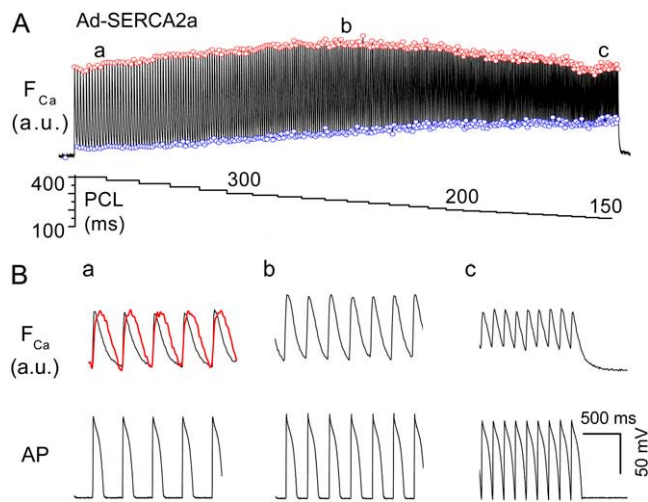 A Ad-SERCA2a
a b c
F Ca
(a.u.)
400 300 200 150
PCL
(ms)
100
B a b c
F Ca
(a.u.)
500 ms
AP
50 mV